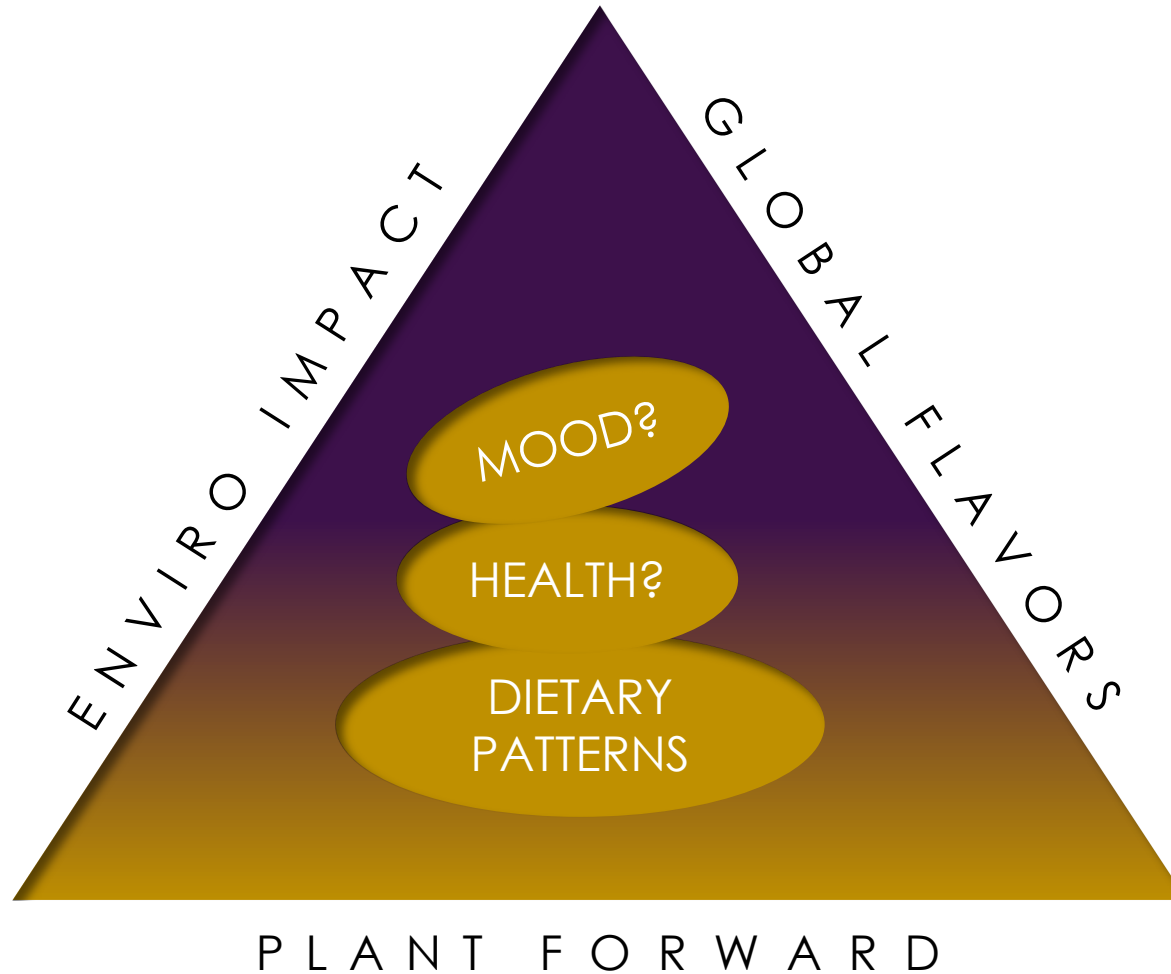 ENVIRO IMPACT
GLOBAL FLAVORS
MOOD?
HEALTH?
DIETARY
PATTERNS
PLANT FORWARD